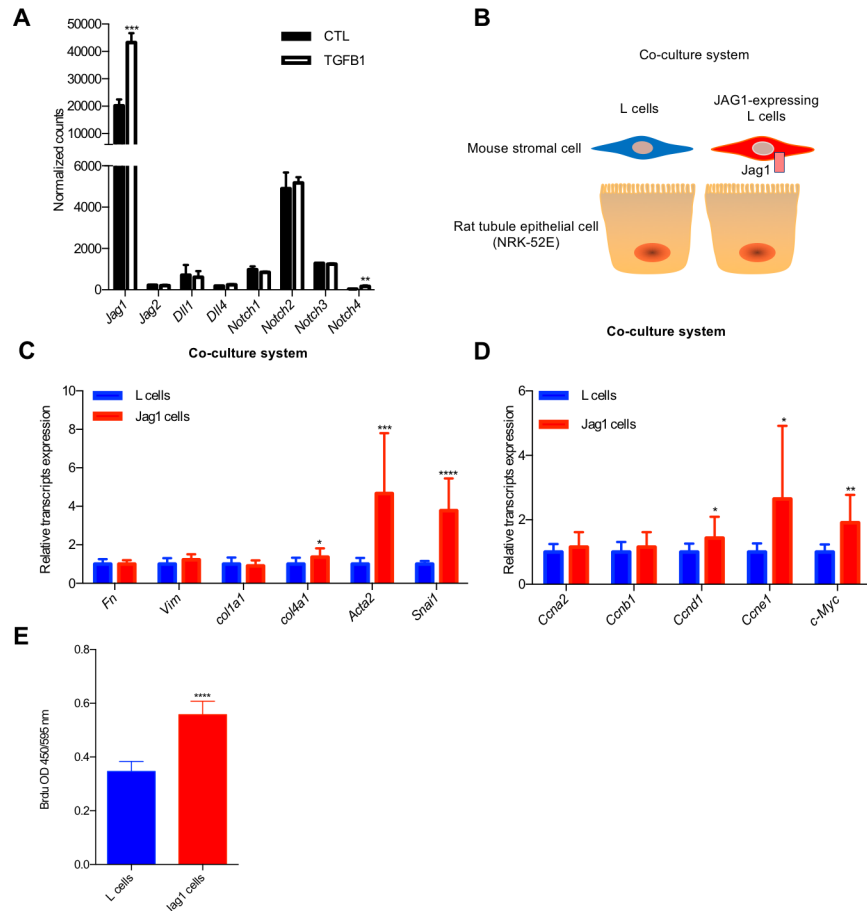 A
50000
40000
30000
20000
10000
6000
4000
2000
0
Normalized counts
***
**
CTL
TGFB1
Jag1
Jag2
Dll1
Dll4
Notch1
Notch2
Notch3
Notch4
B
Co-culture system
L cells
JAG1-expressing
L cells
Mouse stromal cell
Jag1
Rat tubule epithelial cell
(NRK-52E)
C
Co-culture system
L cells
Jag1 cells
10
8
6
4
2
0
Relative transcripts expression
*
***
****
Fn
Vim
col1a1
col4a1
Acta2
Snai1
D
Co-culture system
L cells
Jag1 cells
6
4
2
0
Relative transcripts expression
*
*
**
Ccna2
Ccnb1
Ccnd1
Ccne1
c-Myc
E
0.8
0.6
0.4
0.2
0.0
Brdu OD 450/595 nm
****
L cells
Jag1 cells